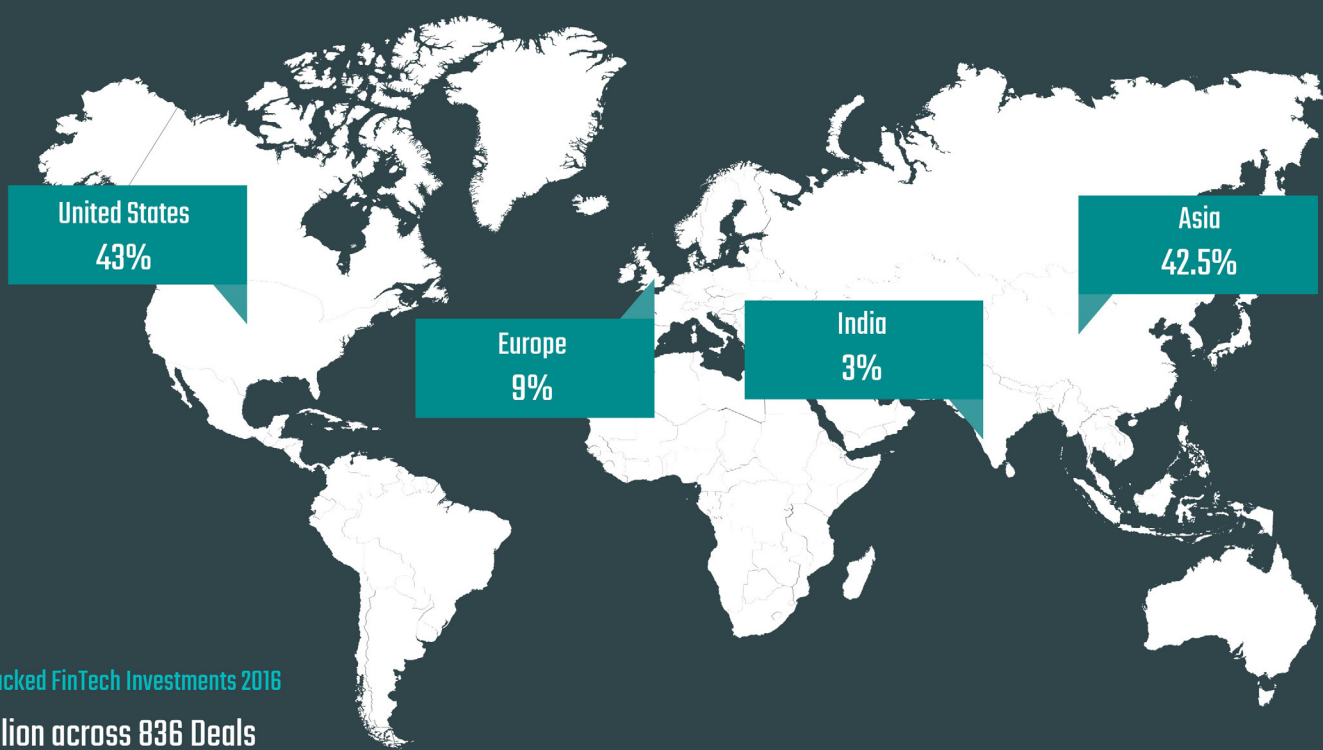 United States
43%
Asia
42.5%
Europe
9%
India
3%
FinTech Investments 2016
across 836 Deals